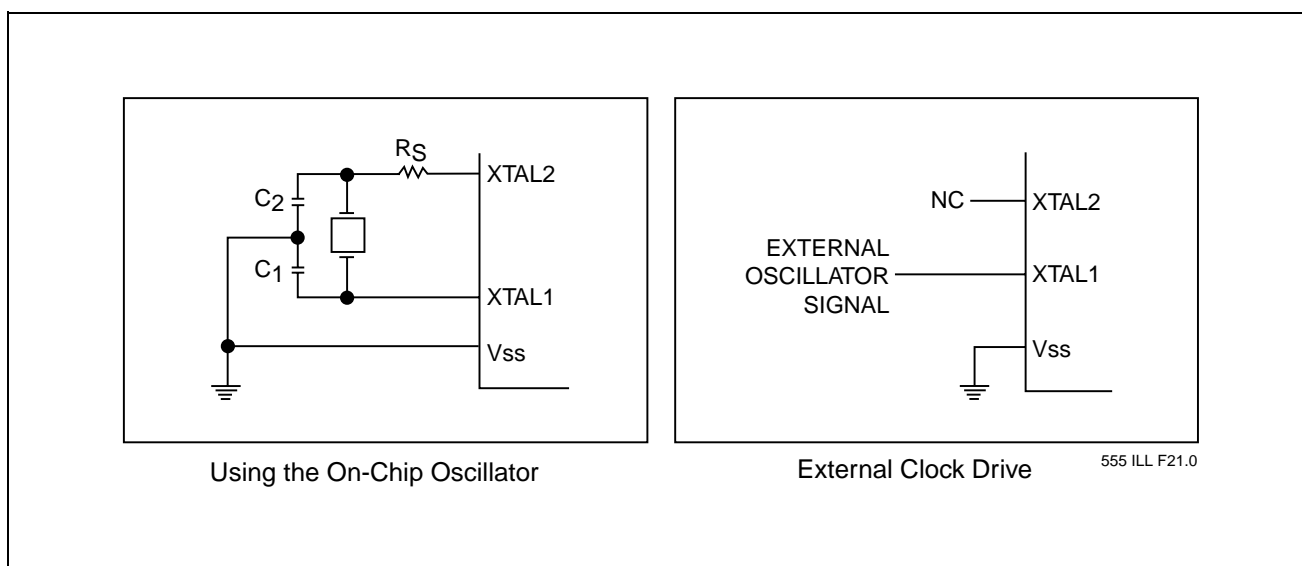 RS
XTAL2
C2
C1
XTAL1
Vss
Using the On-Chip Oscillator
NC
XTAL2
EXTERNAL
OSCILLATOR
SIGNAL
XTAL1
Vss
External Clock Drive
555 ILL F21.0